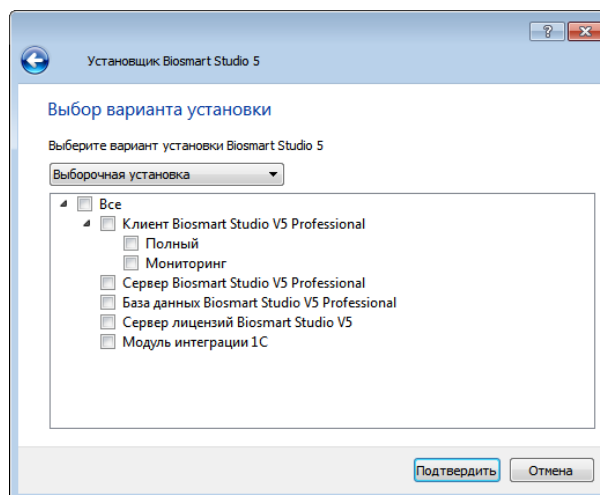 Установщик Biosmart Studio 5
Выбор варианта установки
Выберите вариант установки Biosmart Studio 5
Выборочная установка
Все
Клиент Biosmart Studio V5 Professional
Полный
Мониторинг
Сервер Biosmart Studio V5 Professional
База данных Biosmart Studio V5 Professional
Сервер лицензий Biosmart Studio V5
Модуль интеграции 1С
Подтвердить Отмена